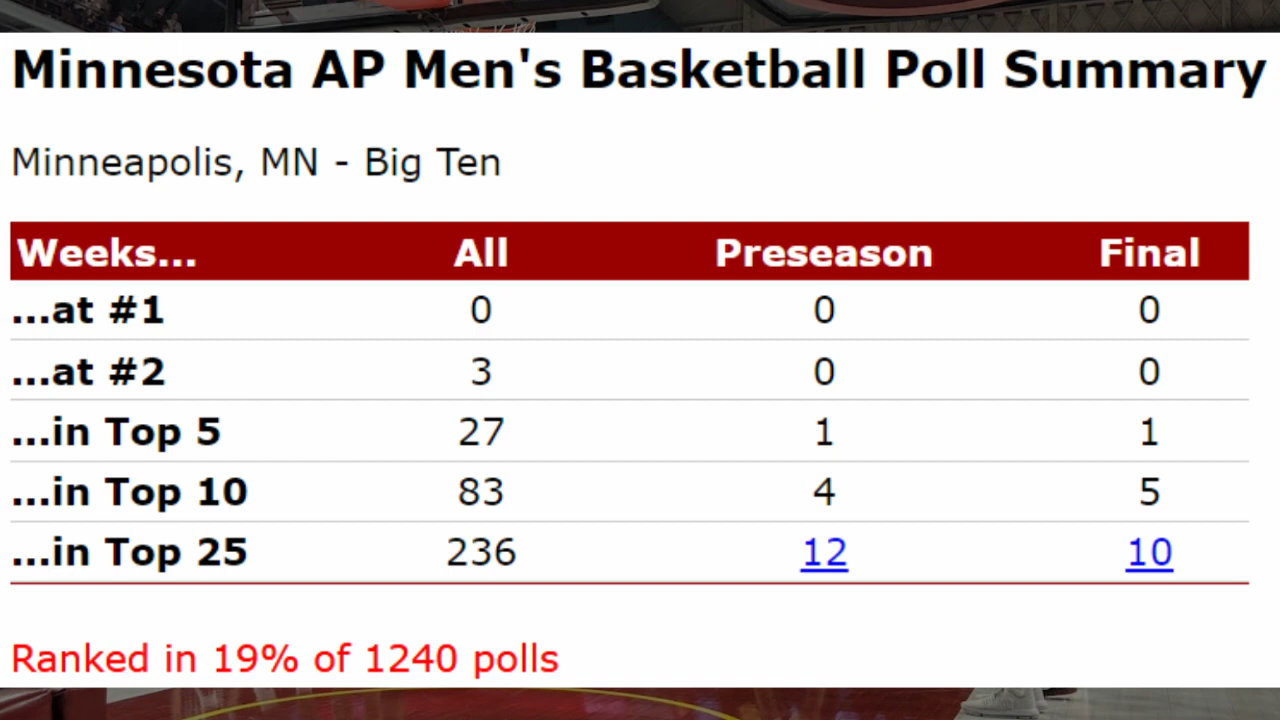 Minnesota AP Men's Basketball Poll Summary
Minneapolis, MN - Big Ten
Weeks... All Preseason Final
...at #1 0 0 0
...at #2 3 0 0
...in Top 5 27 1 1
...in Top 10 83 4 5
...in Top 25 236 12 10
Ranked in 19% of 1240 polls